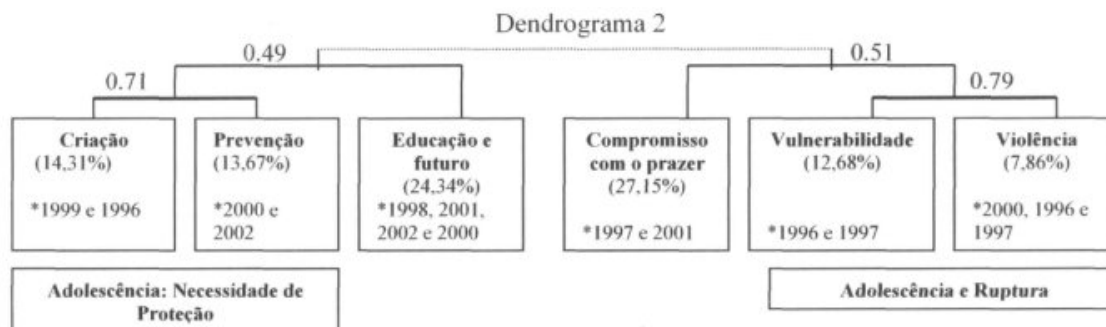 Dendrograma 2
0.49
0.51
0.71
0.79
Criação
(14,31%)
*1999 e 1996
Prevenção
(13,67%)
*2000 e
2002
Educação e
futuro
(24,34%)
*1998, 2001,
2002 e 2000
Compromisso
com o prazer
(27,15%)
*1997 e 2001
Vulnerabilidade
(12,68%)
*1996 e 1997
Violência
(7,86%)
*2000, 1996 e
1997
Adolescência: Necessidade de
Proteção
Adolescência e Ruptura